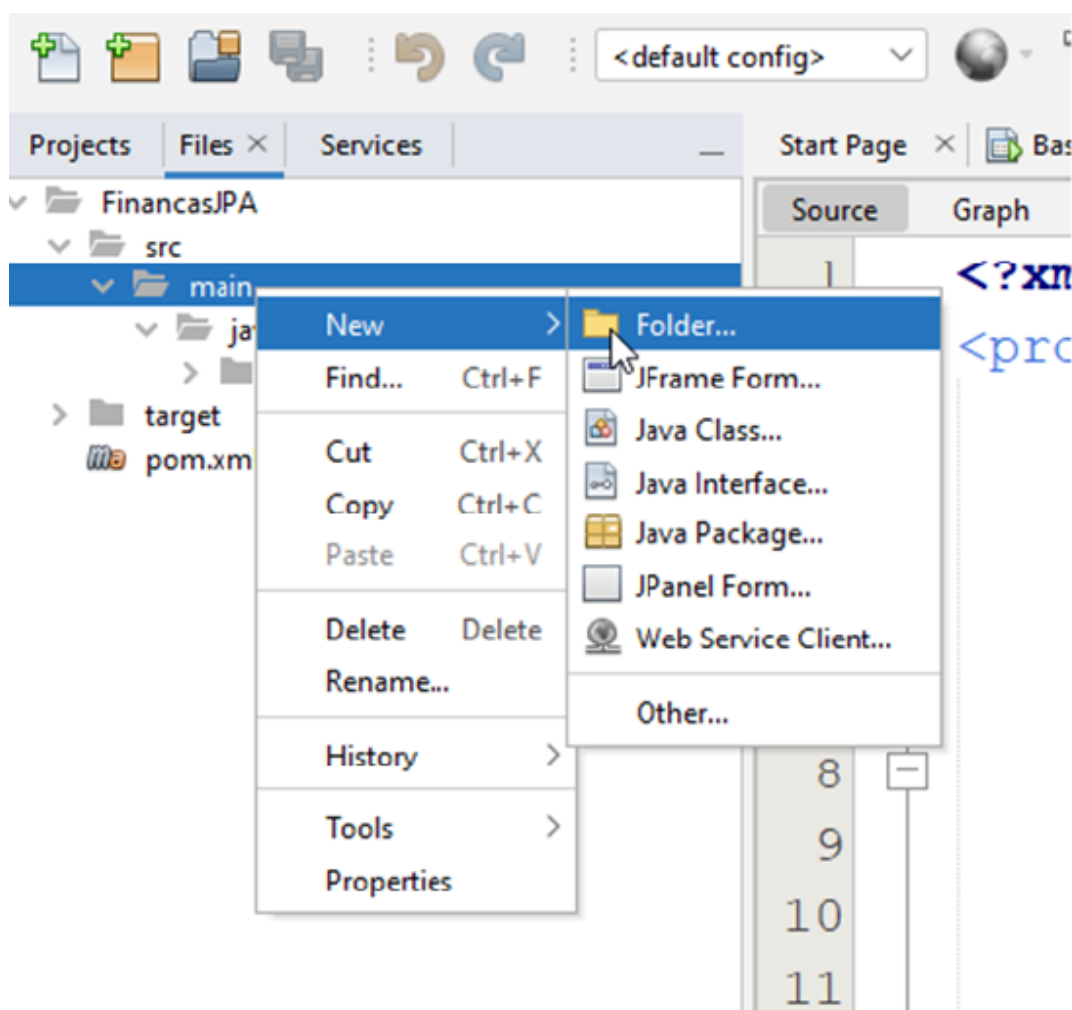 <default config>
Projects Files Services
Start Page Bas
FinancasJPA
Source Graph
src
main
1 <?xm
ja
<pro
target
pom.xm
New
Find... Ctrl+F
Cut Ctrl+X
Copy Ctrl+C
Paste Ctrl+V
Delete Delete
Rename...
History
Tools
Properties
Folder...
JFrame Form...
Java Class...
Java Interface...
Java Package...
JPanel Form...
Web Service Client...
Other...
8
9
10
11